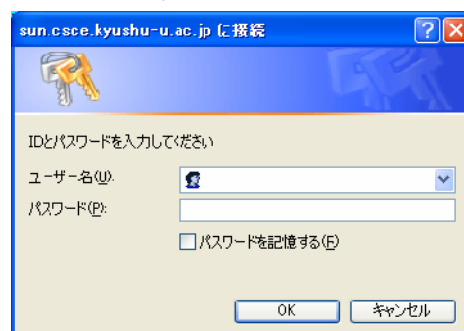 sun.csce.kyushu-u.ac.jp に接続
IDとパスワードを入力してください
ユーザー名(U):
パスワード(P):
パスワードを記憶する(F)
OK キャンセル